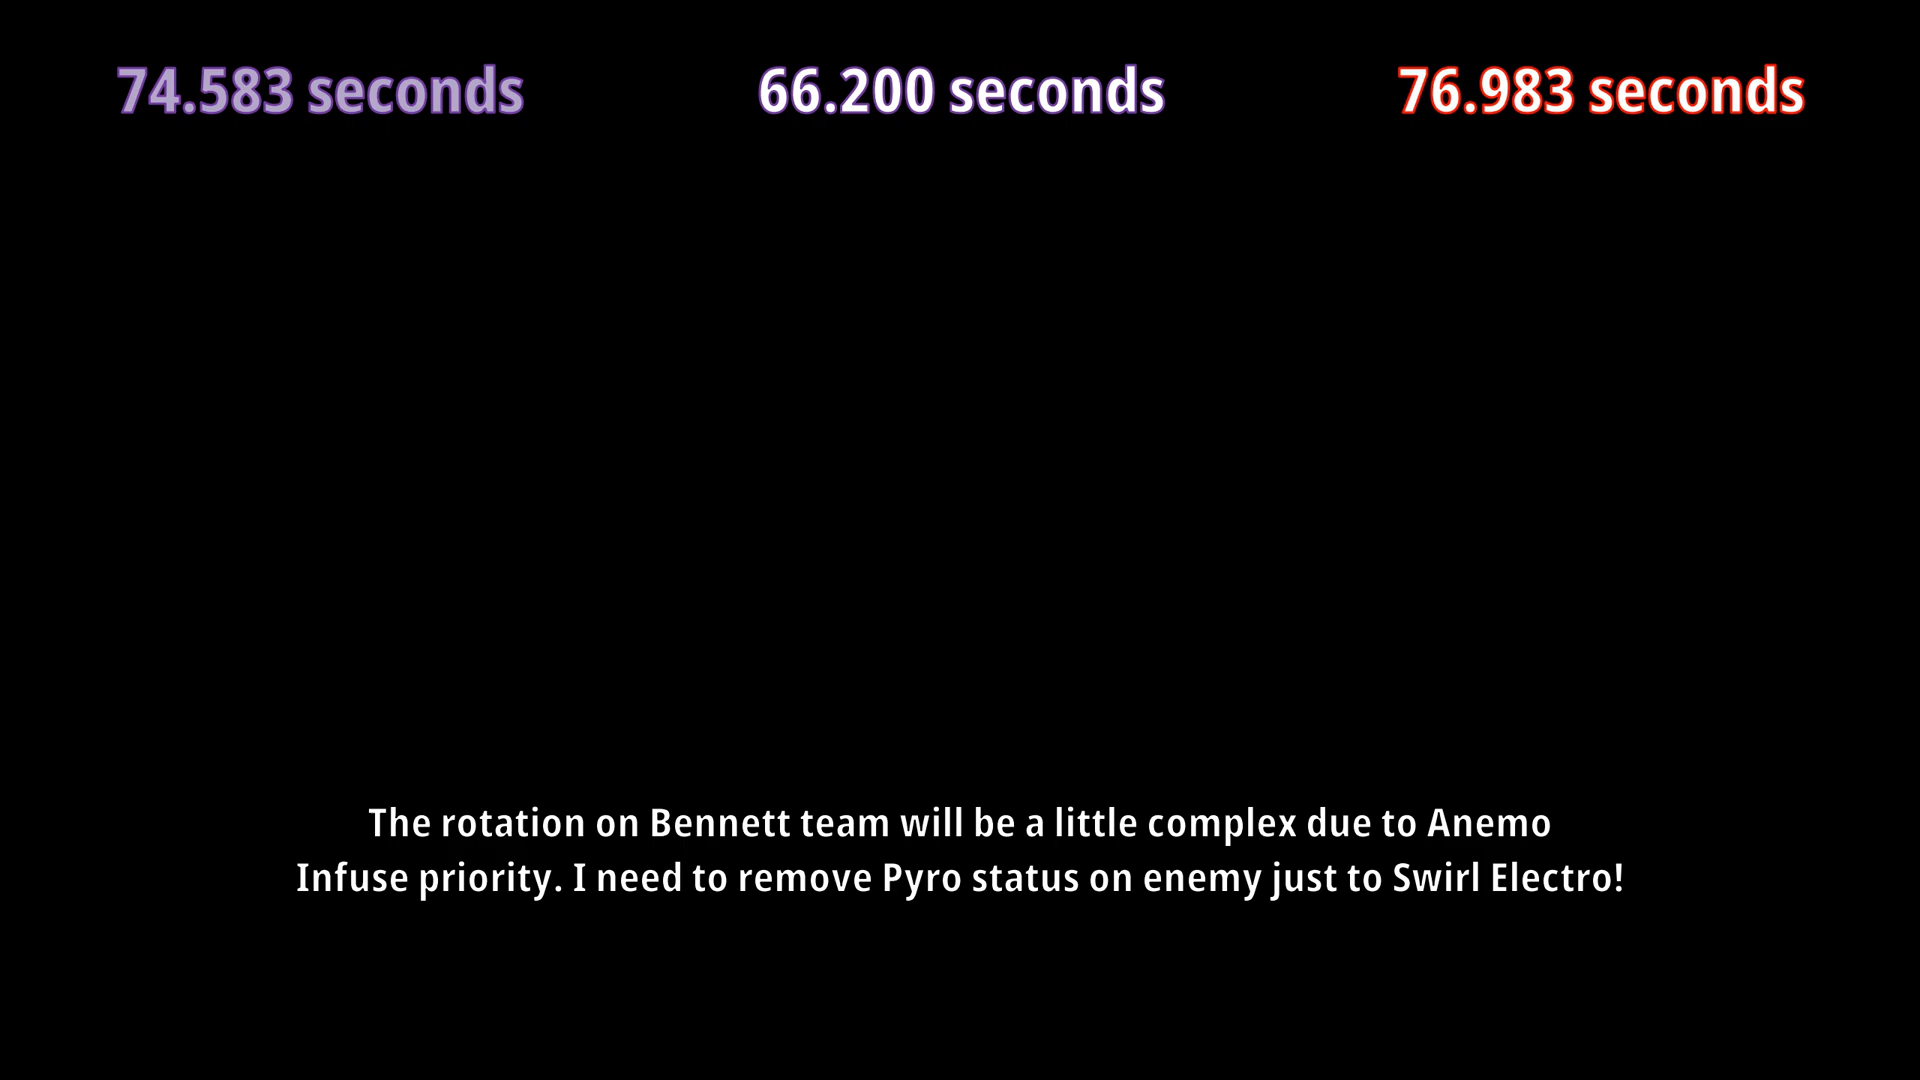 74.583 seconds
66.200 seconds
76.983 seconds
The rotation on Bennett team will be a little complex due to Anemo
Infuse priority. I need to remove Pyro status on enemy just to Swirl Electro!